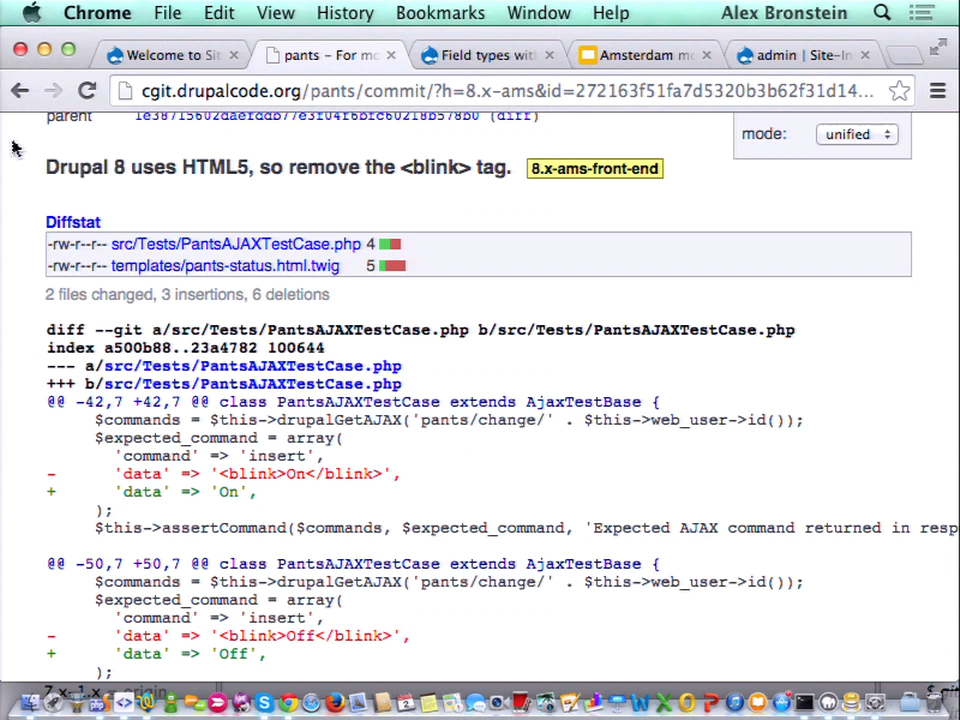 Chrome File Edit View History Bookmarks Window Help Alex Bronstein
Welcome to Sit × pants – For mo × Field types wit × Amsterdam mo × admin | Site-In ×
cgit.drupalcode.org/pants/commit/?h=8.x-ams&id=272163f51fa7d5320b3b62f31d14...
parent 1e38715602daefddb77e3f04f6bfc60218b578b0 (diff)
mode: unified
Drupal 8 uses HTML5, so remove the <blink> tag. 8.x-ams-front-end
Diffstat
-rw-r--r-- src/Tests/PantsAJAXTestCase.php 4
-rw-r--r-- templates/pants-status.html.twig 5
2 files changed, 3 insertions, 6 deletions
diff --git a/src/Tests/PantsAJAXTestCase.php b/src/Tests/PantsAJAXTestCase.php
index a500b88..23a4782 100644
--- a/src/Tests/PantsAJAXTestCase.php
+++ b/src/Tests/PantsAJAXTestCase.php
@@ -42,7 +42,7 @@ class PantsAJAXTestCase extends AjaxTestBase {
$commands = $this->drupalGetAJAX('pants/change/' . $this->web_user->id());
$expected_command = array(
'command' => 'insert',
- 'data' => '<blink>On</blink>',
+ 'data' => 'On',
);
$this->assertCommand($commands, $expected_command, 'Expected AJAX command returned in resp
@@ -50,7 +50,7 @@ class PantsAJAXTestCase extends AjaxTestBase {
$commands = $this->drupalGetAJAX('pants/change/' . $this->web_user->id());
$expected_command = array(
'command' => 'insert',
- 'data' => '<blink>Off</blink>',
+ 'data' => 'Off',
);